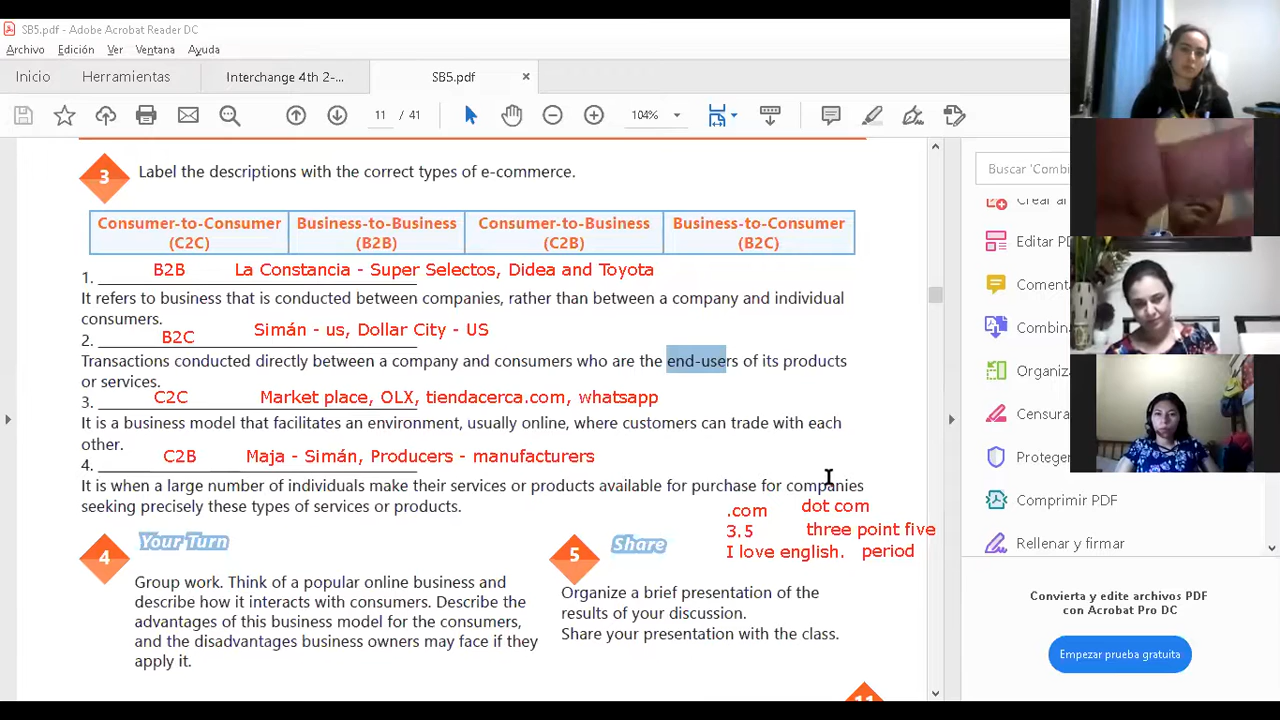 SB5.pdf - Adobe Acrobat Reader DC
Archivo Edición Ver Ventana Ayuda
Inicio Herramientas Interchange 4th 2-... SB5.pdf ×
11 / 41 104%
3 Label the descriptions with the correct types of e-commerce.
Consumer-to-Consumer (C2C)
Business-to-Business (B2B)
Consumer-to-Business (C2B)
Business-to-Consumer (B2C)
1. B2B La Constancia - Super Selectos, Didea and Toyota
It refers to business that is conducted between companies, rather than between a company and individual
consumers.
2. B2C Simán - us, Dollar City - US
Transactions conducted directly between a company and consumers who are the end-users of its products
or services.
3. C2C Market place, OLX, tiendacerca.com, whatsapp
It is a business model that facilitates an environment, usually online, where customers can trade with each
other.
4. C2B Maja - Simán, Producers - manufacturers
It is when a large number of individuals make their services or products available for purchase for companies
seeking precisely these types of services or products.
.com dot com
3.5 three point five
I love english. period
4 Your Turn
Group work. Think of a popular online business and
describe how it interacts with consumers. Describe the
advantages of this business model for the consumers,
and the disadvantages business owners may face if they
apply it.
5 Share
Organize a brief presentation of the
results of your discussion.
Share your presentation with the class.
11
Buscar 'Combi
Crear ar
Editar PD
Coment
Combin
Organiz
Censura
Proteger
Comprimir PDF
Rellenar y firmar
Convierta y edite archivos PDF
con Acrobat Pro DC
Empezar prueba gratuita